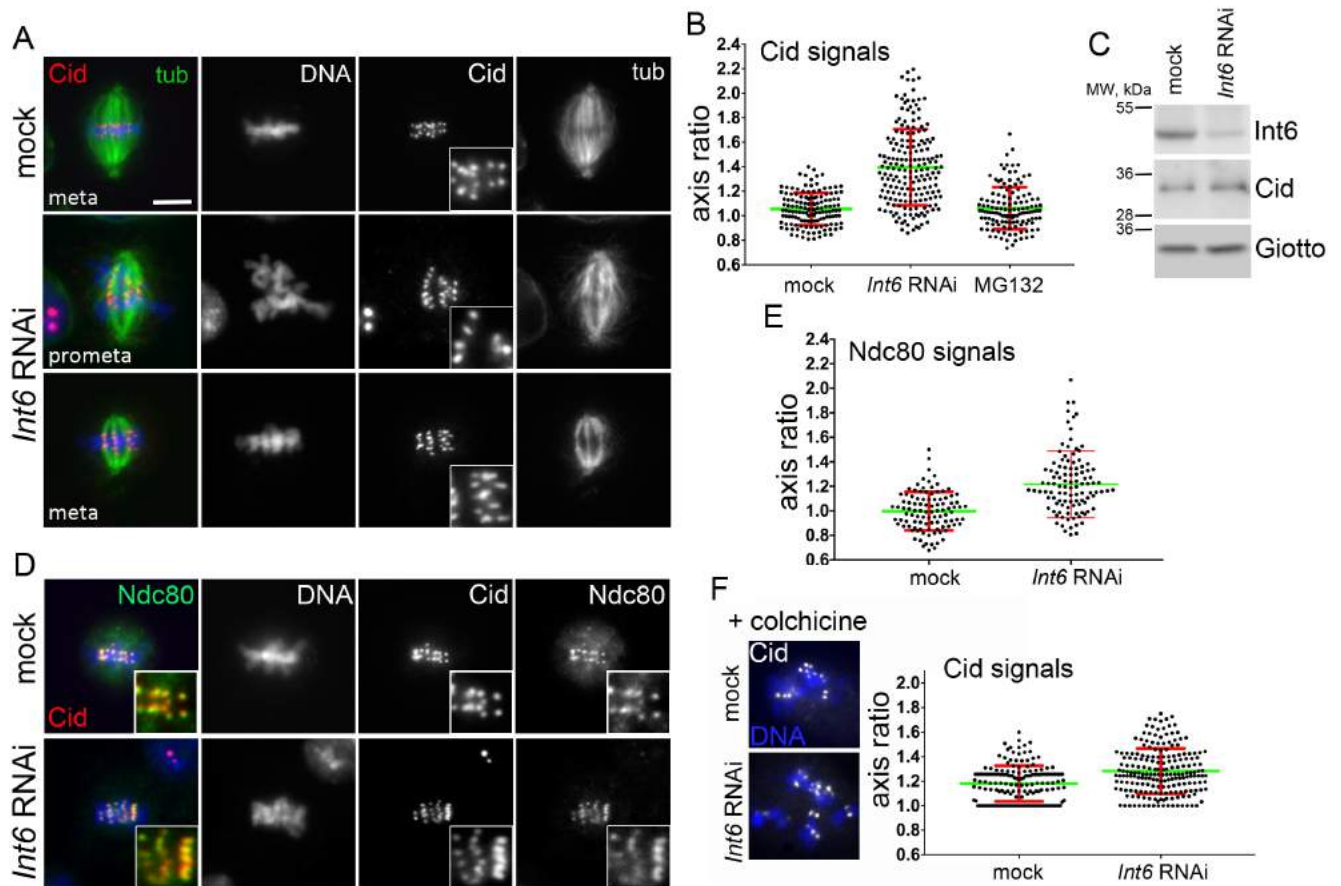 A
Cid tub
DNA
Cid
tub
mock
meta
Int6 RNAi
prometa
meta
B
Cid signals
axis ratio
2.4
2.2
2.0
1.8
1.6
1.4
1.2
1.0
0.8
0.6
mock Int6 RNAi MG132
C
mock Int6 RNAi
MW, kDa
55
Int6
36
Cid
28
36
Giotto
D
Ndc80
DNA
Cid
Ndc80
mock
Cid
Int6 RNAi
E
Ndc80 signals
axis ratio
2.4
2.2
2.0
1.8
1.6
1.4
1.2
1.0
0.8
0.6
mock Int6 RNAi
F
+ colchicine
Cid
mock
DNA
Int6 RNAi
Cid signals
axis ratio
2.0
1.8
1.6
1.4
1.2
1.0
0.8
0.6
mock Int6 RNAi